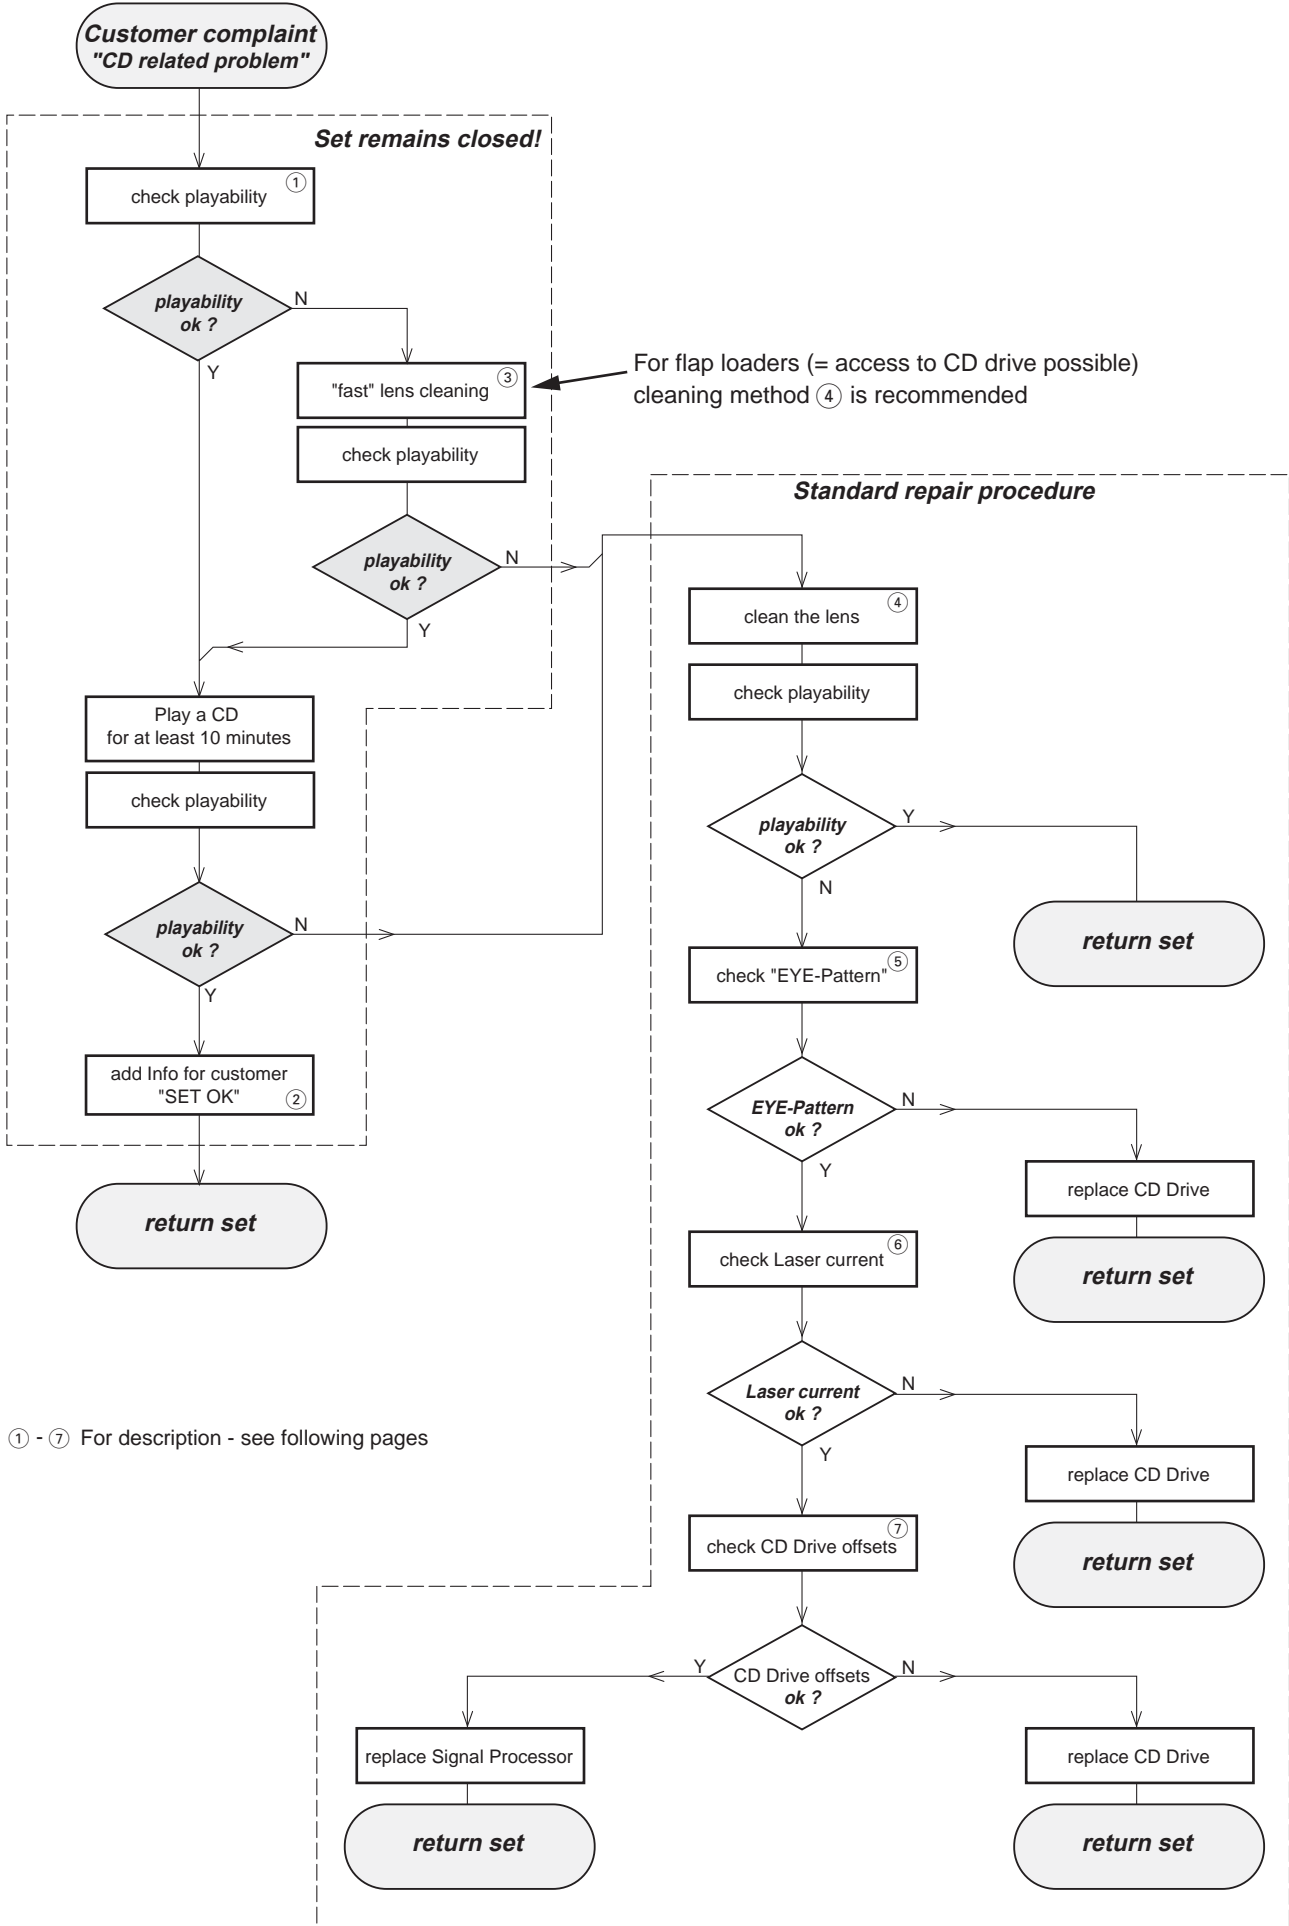 Customer complaint
"CD related problem"
Set remains closed!
check playability ①
playability
ok ?
N
Y
"fast" lens cleaning ③
For flap loaders (= access to CD drive possible)
cleaning method ④ is recommended
check playability
playability
ok ?
N
Y
Play a CD
for at least 10 minutes
check playability
playability
ok ?
N
Y
add Info for customer
"SET OK" ②
return set
Standard repair procedure
clean the lens ④
check playability
playability
ok ?
Y
N
return set
check "EYE-Pattern" ⑤
EYE-Pattern
ok ?
N
Y
replace CD Drive
return set
check Laser current ⑥
Laser current
ok ?
N
Y
replace CD Drive
return set
check CD Drive offsets ⑦
CD Drive offsets
ok ?
Y
N
replace Signal Processor
return set
replace CD Drive
return set
① - ⑦ For description - see following pages